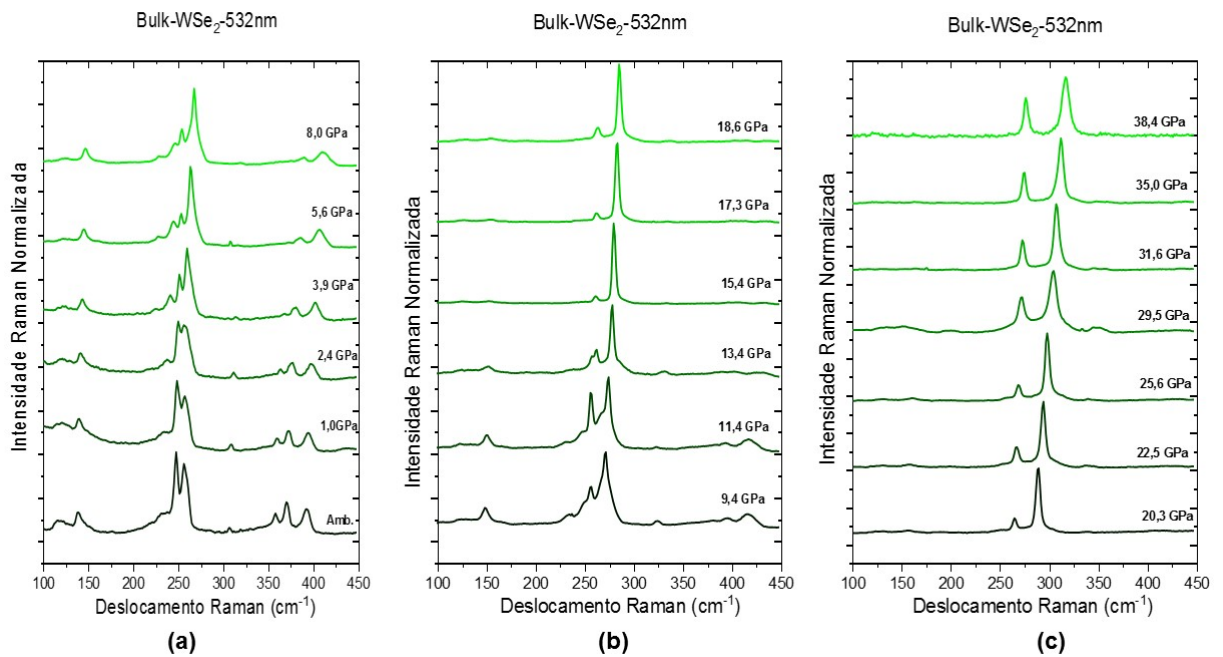 Bulk-WSe₂-532nm
Intensidade Raman Normalizada
8,0 GPa
5,6 GPa
3,9 GPa
2,4 GPa
1,0GPa
Amb.
100 150 200 250 300 350 400 450
Deslocamento Raman (cm⁻¹)
(a)
Bulk-WSe₂-532nm
Intensidade Raman Normalizada
18,6 GPa
17,3 GPa
15,4 GPa
13,4 GPa
11,4 GPa
9,4 GPa
100 150 200 250 300 350 400 450
Deslocamento Raman (cm⁻¹)
(b)
Bulk-WSe₂-532nm
Intensidade Raman Normalizada
38,4 GPa
35,0 GPa
31,6 GPa
29,5 GPa
25,6 GPa
22,5 GPa
20,3 GPa
100 150 200 250 300 350 400 450
Deslocamento Raman (cm⁻¹)
(c)